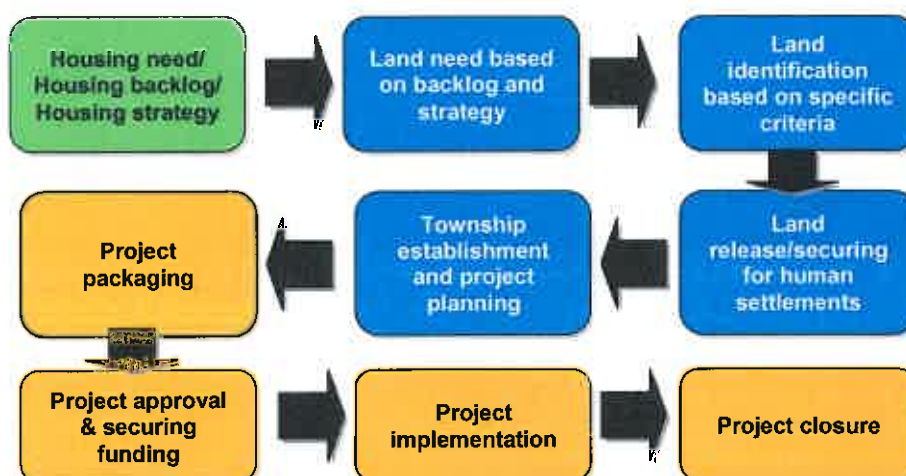 Housing need/
Housing backlog/
Housing strategy
Land need based
on backlog and
strategy
Land
identification
based on specific
criteria
Land
release/securing
for human
settlements
Township
establishment
and project
planning
Project
packaging
Project approval
& securing
funding
Project
implementation
Project closure